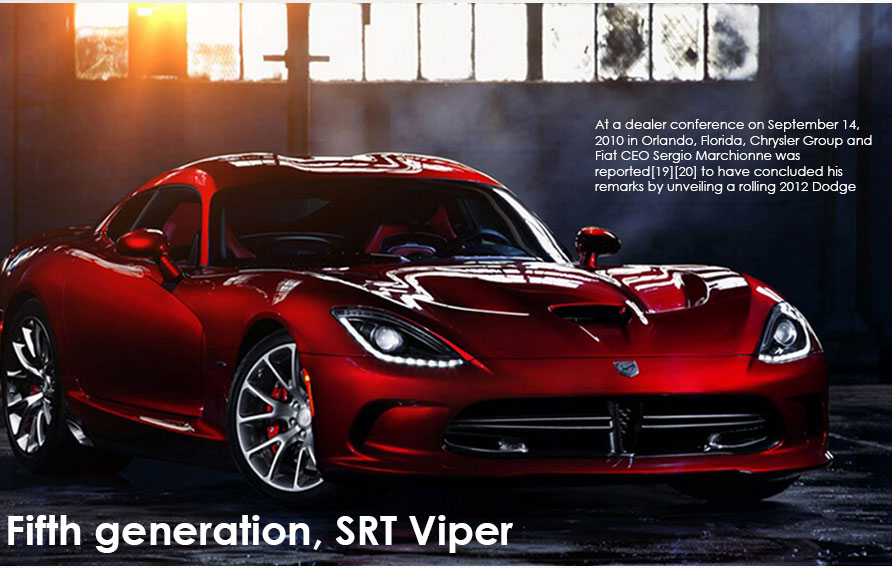 At a dealer conference on September 14,
2010 in Orlando, Florida, Chrysler Group and
Fiat CEO Sergio Marchionne was
reported[19][20] to have concluded his
remarks by unveiling a rolling 2012 Dodge
Fifth generation, SRT Viper